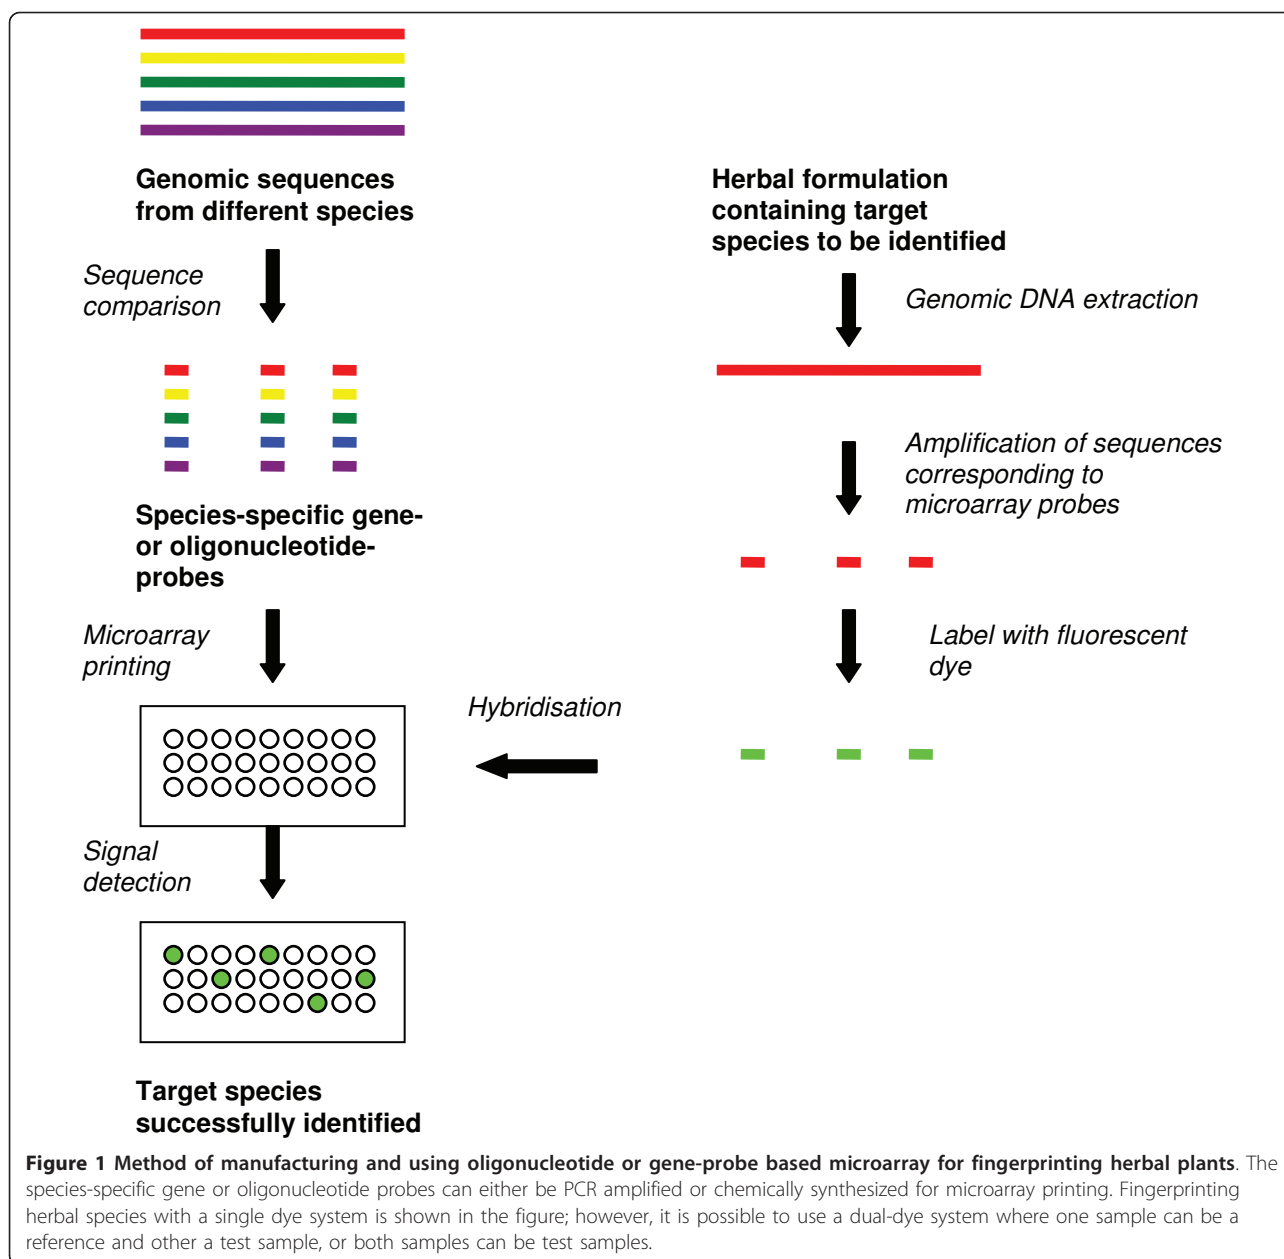 Genomic sequences
from different species
Herbal formulation
containing target
species to be identified
Sequence
comparison
Genomic DNA extraction
Amplification of sequences
corresponding to
microarray probes
Species-specific gene-
or oligonucleotide-
probes
Microarray
printing
Label with fluorescent
dye
Hybridisation
Signal
detection
Target species
successfully identified
Figure 1 Method of manufacturing and using oligonucleotide or gene-probe based microarray for fingerprinting herbal plants. The
species-specific gene or oligonucleotide probes can either be PCR amplified or chemically synthesized for microarray printing. Fingerprinting
herbal species with a single dye system is shown in the figure; however, it is possible to use a dual-dye system where one sample can be a
reference and other a test sample, or both samples can be test samples.